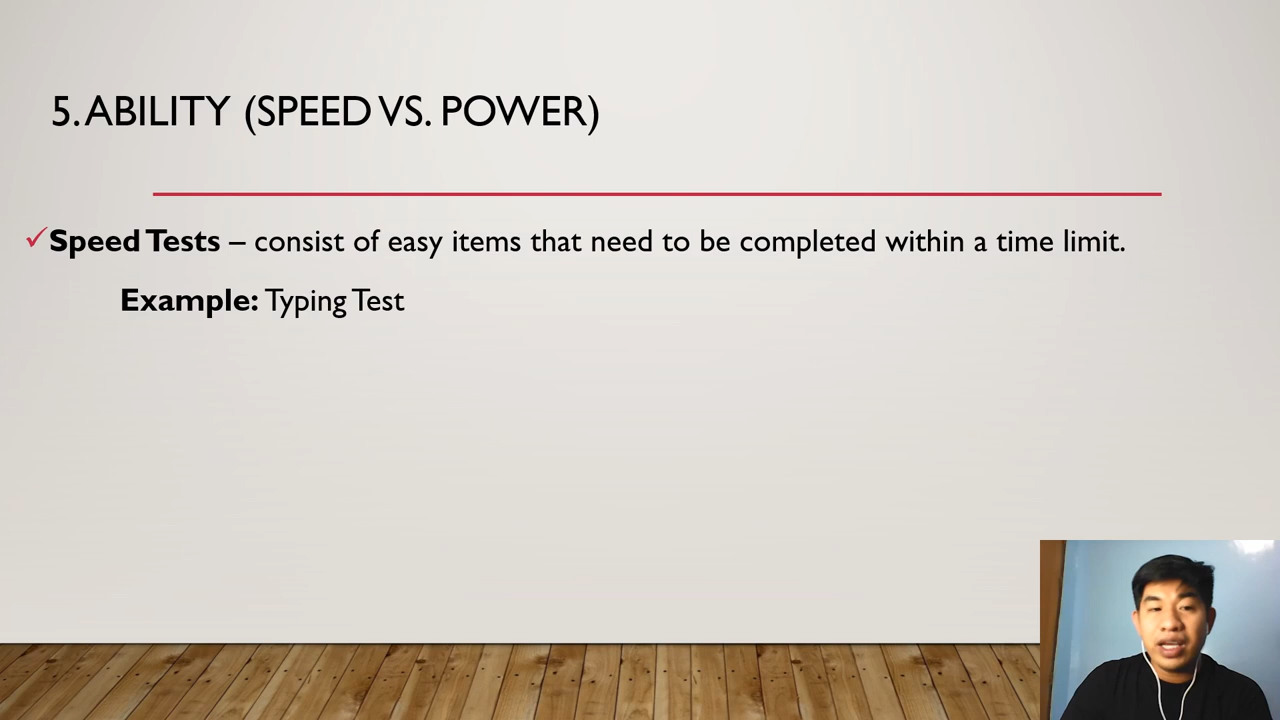 5. ABILITY (SPEED VS. POWER)
✓Speed Tests – consist of easy items that need to be completed within a time limit.
Example: Typing Test